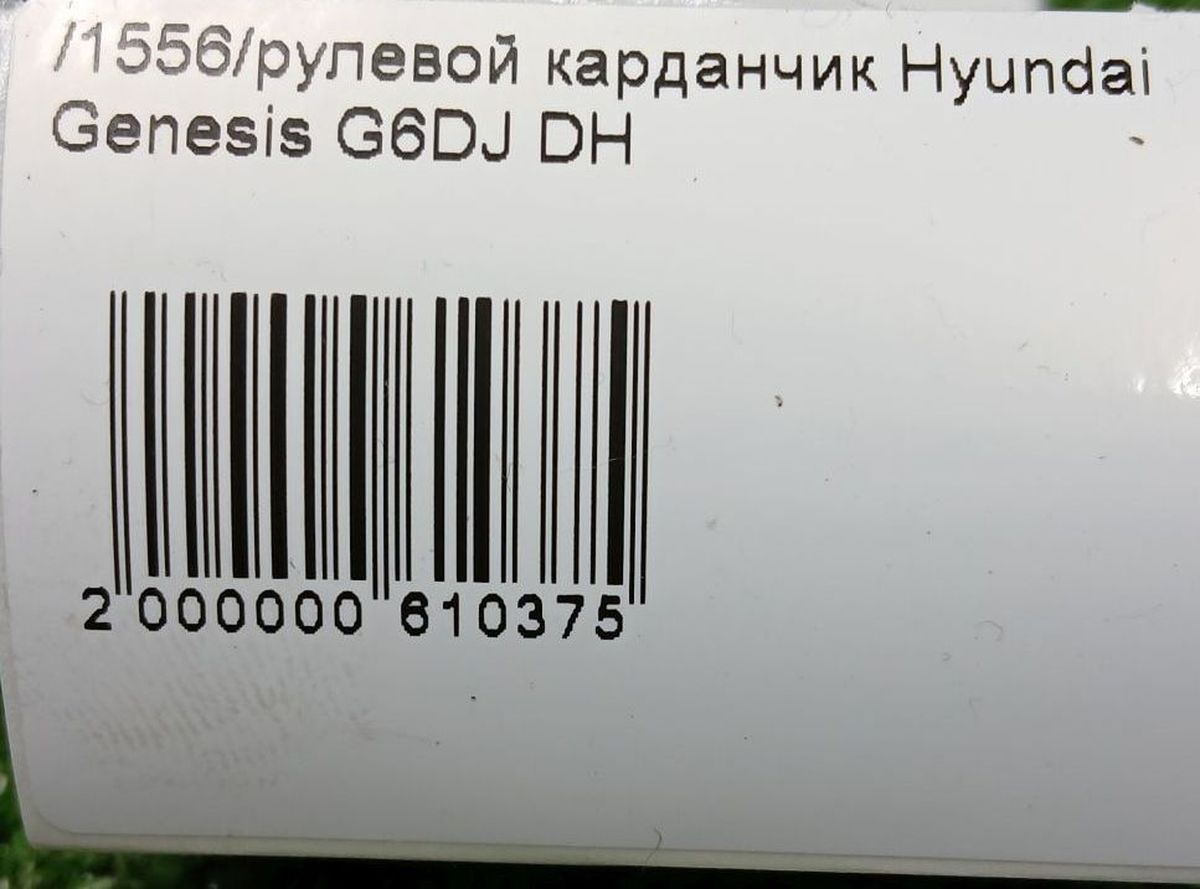 /1556/рулевой карданчик Hyundai
Genesis G6DJ DH
2 000000 610375